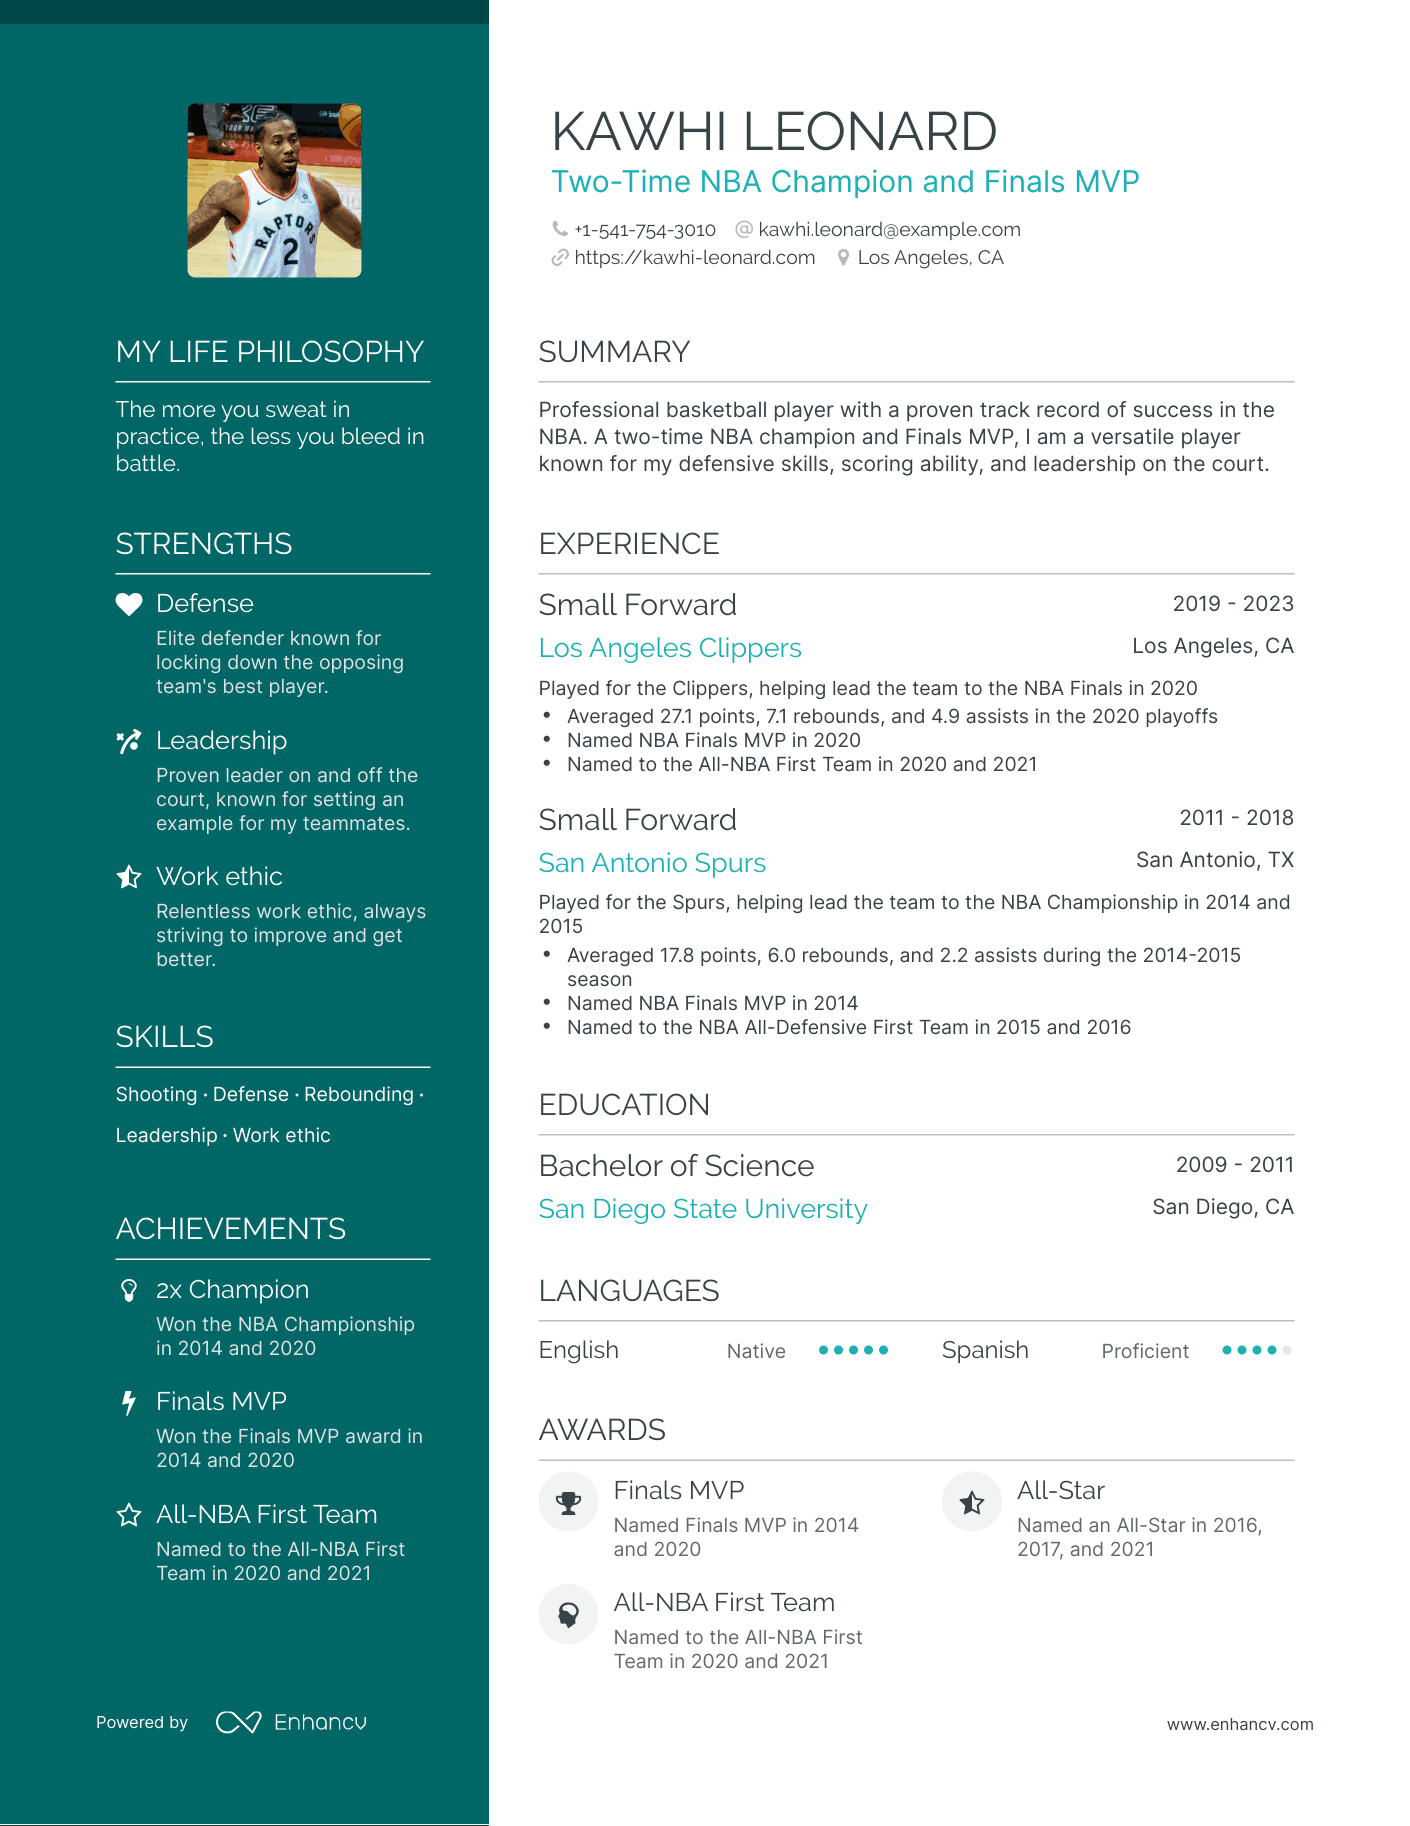 MY LIFE PHILOSOPHY
The more you sweat in
practice, the less you bleed in
battle.
STRENGTHS
Defense
Elite defender known for
locking down the opposing
team's best player.
Leadership
Proven leader on and off the
court, known for setting an
example for my teammates.
Work ethic
Relentless work ethic, always
striving to improve and get
better.
SKILLS
Shooting · Defense · Rebounding ·
Leadership · Work ethic
ACHIEVEMENTS
2x Champion
Won the NBA Championship
in 2014 and 2020
Finals MVP
Won the Finals MVP award in
2014 and 2020
All-NBA First Team
Named to the All-NBA First
Team in 2020 and 2021
Powered by Enhancv
RAPTORS
2
KAWHI LEONARD
Two-Time NBA Champion and Finals MVP
+1-541-754-3010 @ kawhi.leonard@example.com
https://kawhi-leonard.com Los Angeles, CA
SUMMARY
Professional basketball player with a proven track record of success in the
NBA. A two-time NBA champion and Finals MVP, I am a versatile player
known for my defensive skills, scoring ability, and leadership on the court.
EXPERIENCE
Small Forward 2019 - 2023
Los Angeles Clippers Los Angeles, CA
Played for the Clippers, helping lead the team to the NBA Finals in 2020
• Averaged 27.1 points, 7.1 rebounds, and 4.9 assists in the 2020 playoffs
• Named NBA Finals MVP in 2020
• Named to the All-NBA First Team in 2020 and 2021
Small Forward 2011 - 2018
San Antonio Spurs San Antonio, TX
Played for the Spurs, helping lead the team to the NBA Championship in 2014 and
2015
• Averaged 17.8 points, 6.0 rebounds, and 2.2 assists during the 2014-2015
season
• Named NBA Finals MVP in 2014
• Named to the NBA All-Defensive First Team in 2015 and 2016
EDUCATION
Bachelor of Science 2009 - 2011
San Diego State University San Diego, CA
LANGUAGES
English Native Spanish Proficient
AWARDS
Finals MVP
Named Finals MVP in 2014
and 2020
All-Star
Named an All-Star in 2016,
2017, and 2021
All-NBA First Team
Named to the All-NBA First
Team in 2020 and 2021
www.enhancv.com